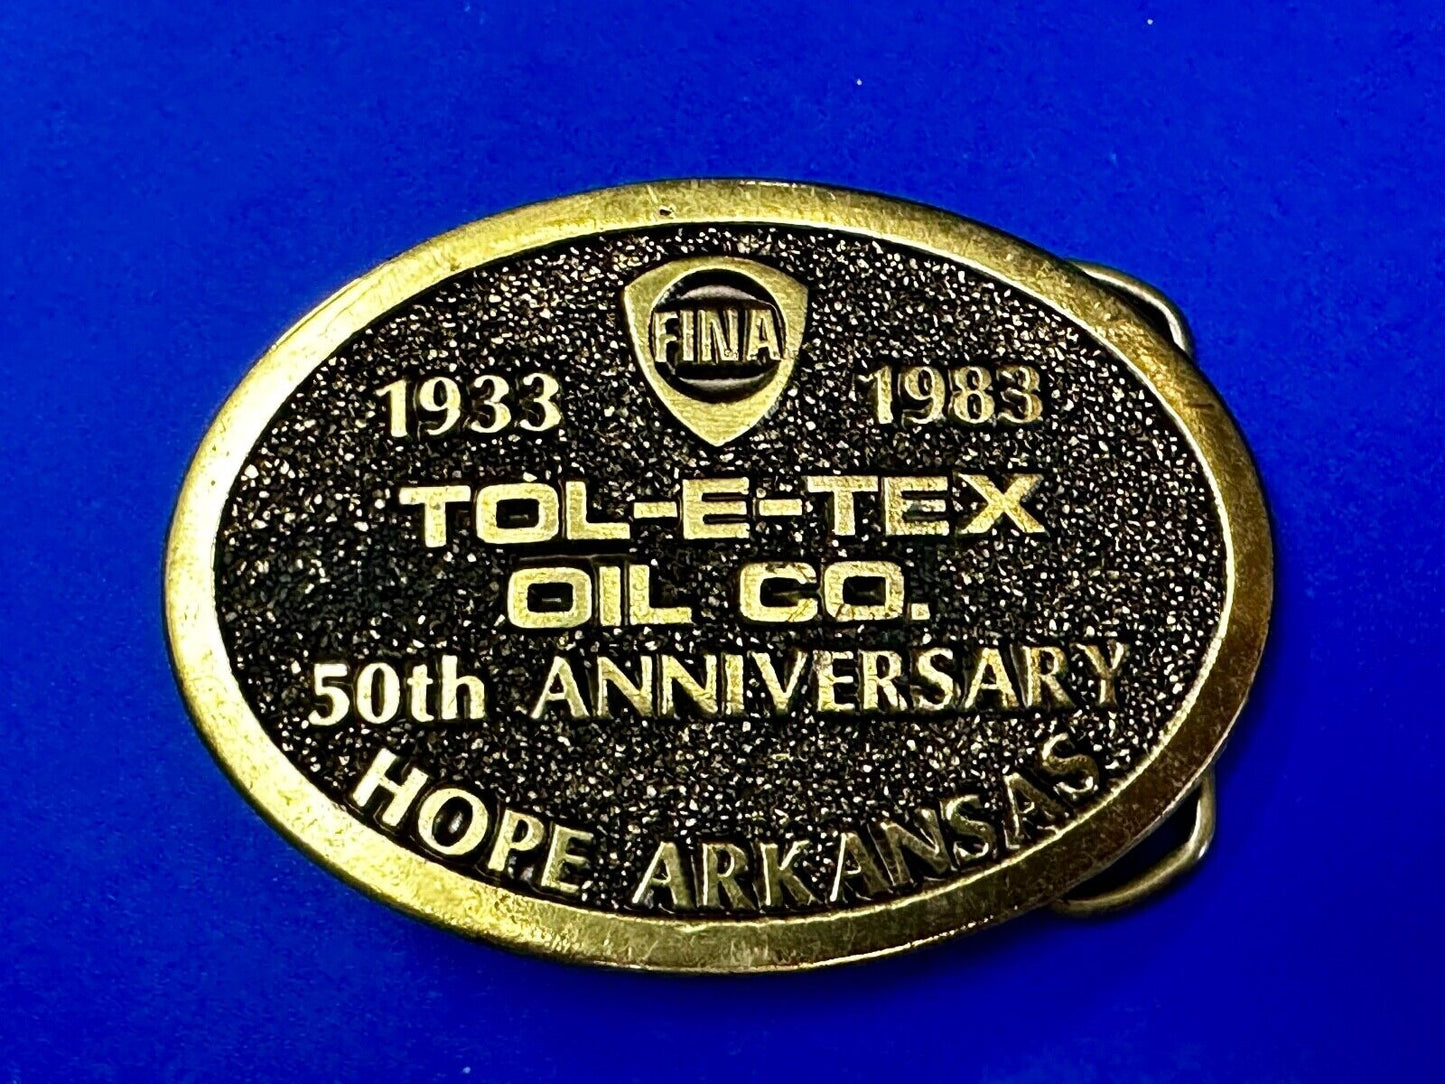 FINA
1933 1983
TOL-E-TEX
OIL CO.
50th ANNIVERSARY
HOPE ARKANSAS